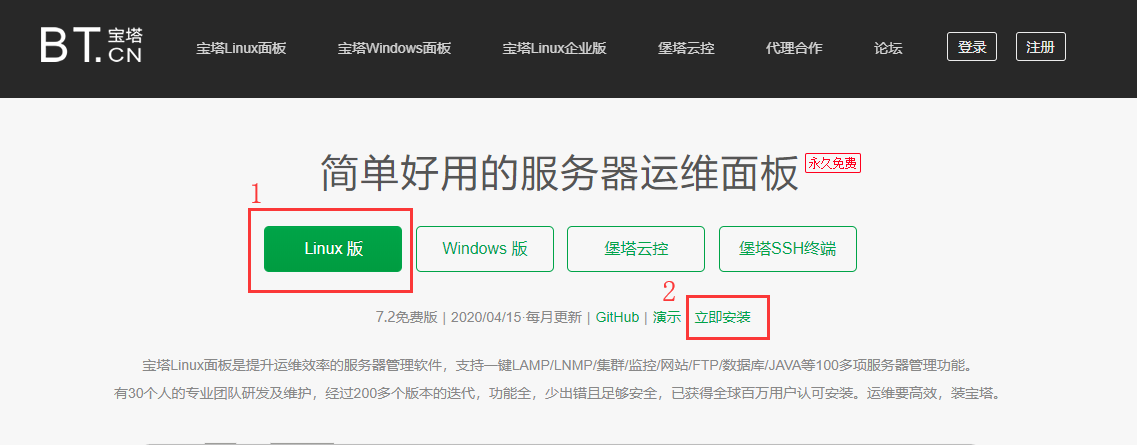 BT.CN 宝塔 宝塔Linux面板 宝塔Windows面板 宝塔Linux企业版 堡塔云控 代理合作 论坛 登录 注册
简单好用的服务器运维面板 永久免费
1
Linux 版 Windows 版 堡塔云控 堡塔SSH终端
2
7.2免费版 | 2020/04/15·每月更新 | GitHub | 演示 立即安装
宝塔Linux面板是提升运维效率的服务器管理软件，支持一键LAMP/LNMP/集群/监控/网站/FTP/数据库/JAVA等100多项服务器管理功能。
有30个人的专业团队研发及维护，经过200多个版本的迭代，功能全，少出错且足够安全，已获得全球百万用户认可安装。运维要高效，装宝塔。